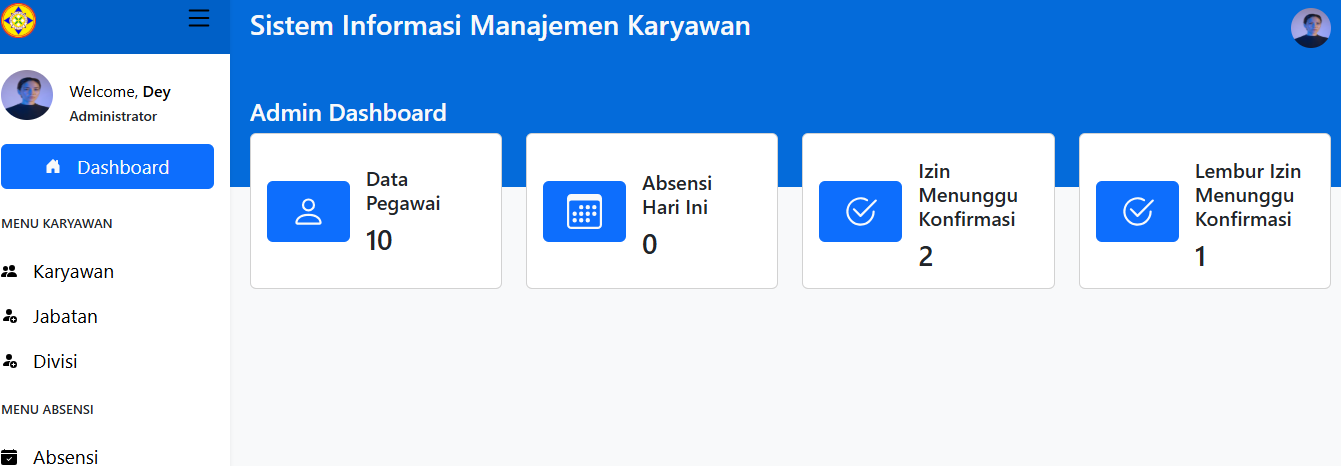 Sistem Informasi Manajemen Karyawan
Welcome, Dey
Administrator
Dashboard
MENU KARYAWAN
Karyawan
Jabatan
Divisi
MENU ABSENSI
Absensi
Admin Dashboard
Data
Pegawai
10
Absensi
Hari Ini
0
Izin
Menunggu
Konfirmasi
2
Lembur Izin
Menunggu
Konfirmasi
1